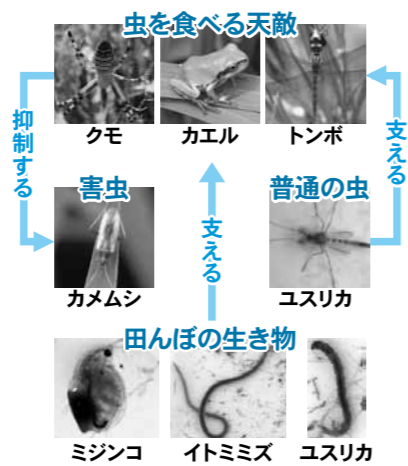 虫を食べる天敵
クモ
カエル
トンボ
抑制する
支える
害虫
普通の虫
支える
カメムシ
ユスリカ
田んぼの生き物
ミジンコ
イトミミズ
ユスリカ